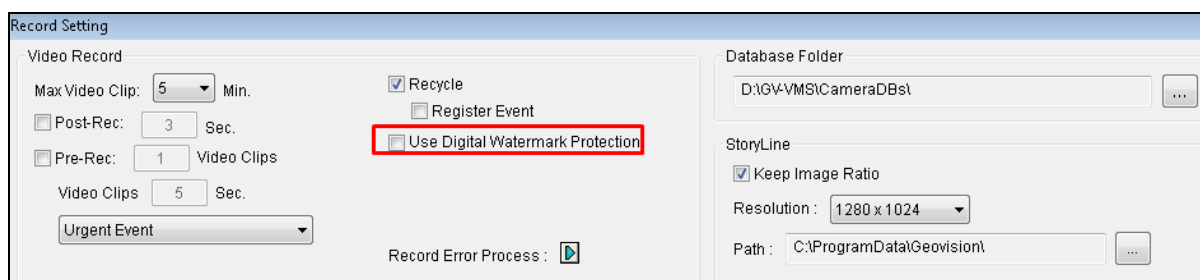 Record Setting
Video Record
Max Video Clip: 5 Min.
Post-Rec: 3 Sec.
Pre-Rec: 1 Video Clips
Video Clips 5 Sec.
Urgent Event
Recycle
Register Event
Use Digital Watermark Protection
Record Error Process :
Database Folder
D:\GV-VMS\CameraDBs\ ...
StoryLine
Keep Image Ratio
Resolution : 1280 x 1024
Path : C:\ProgramData\Geovision\ ...